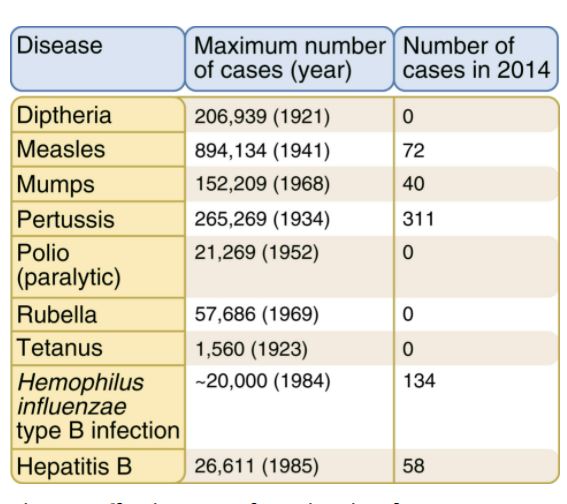 Disease Maximum number of cases (year) Number of cases in 2014
Diptheria 206,939 (1921) 0
Measles 894,134 (1941) 72
Mumps 152,209 (1968) 40
Pertussis 265,269 (1934) 311
Polio (paralytic) 21,269 (1952) 0
Rubella 57,686 (1969) 0
Tetanus 1,560 (1923) 0
Hemophilus influenzae type B infection ~20,000 (1984) 134
Hepatitis B 26,611 (1985) 58